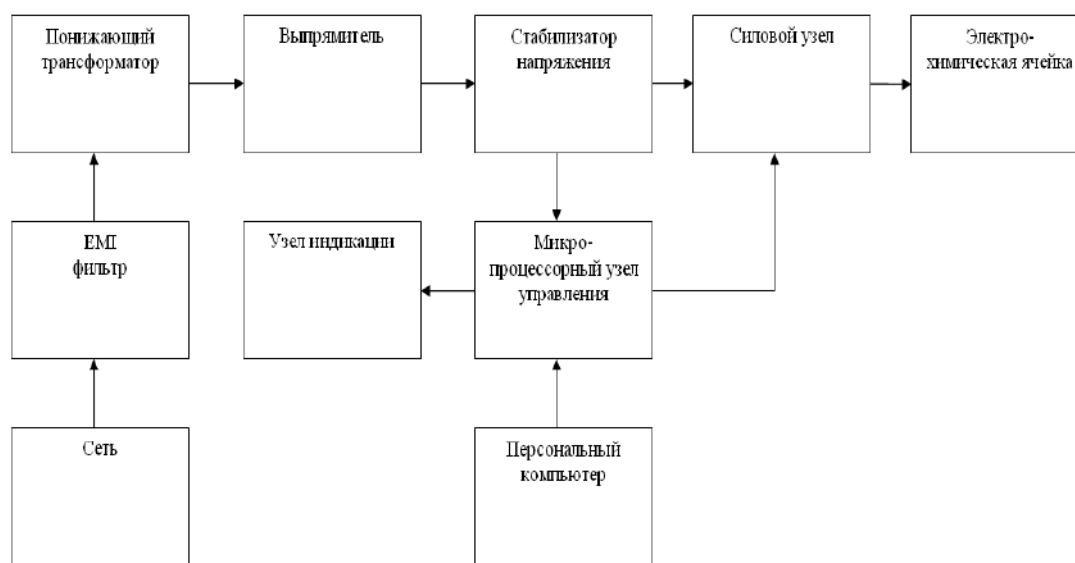 Понижающий
трансформатор
Выпрямитель
Стабилизатор
напряжения
Силовой узел
Электро-
химическая ячейка
EMI
фильтр
Узел индикации
Микро-
процессорный узел
управления
Сеть
Персональный
компьютер